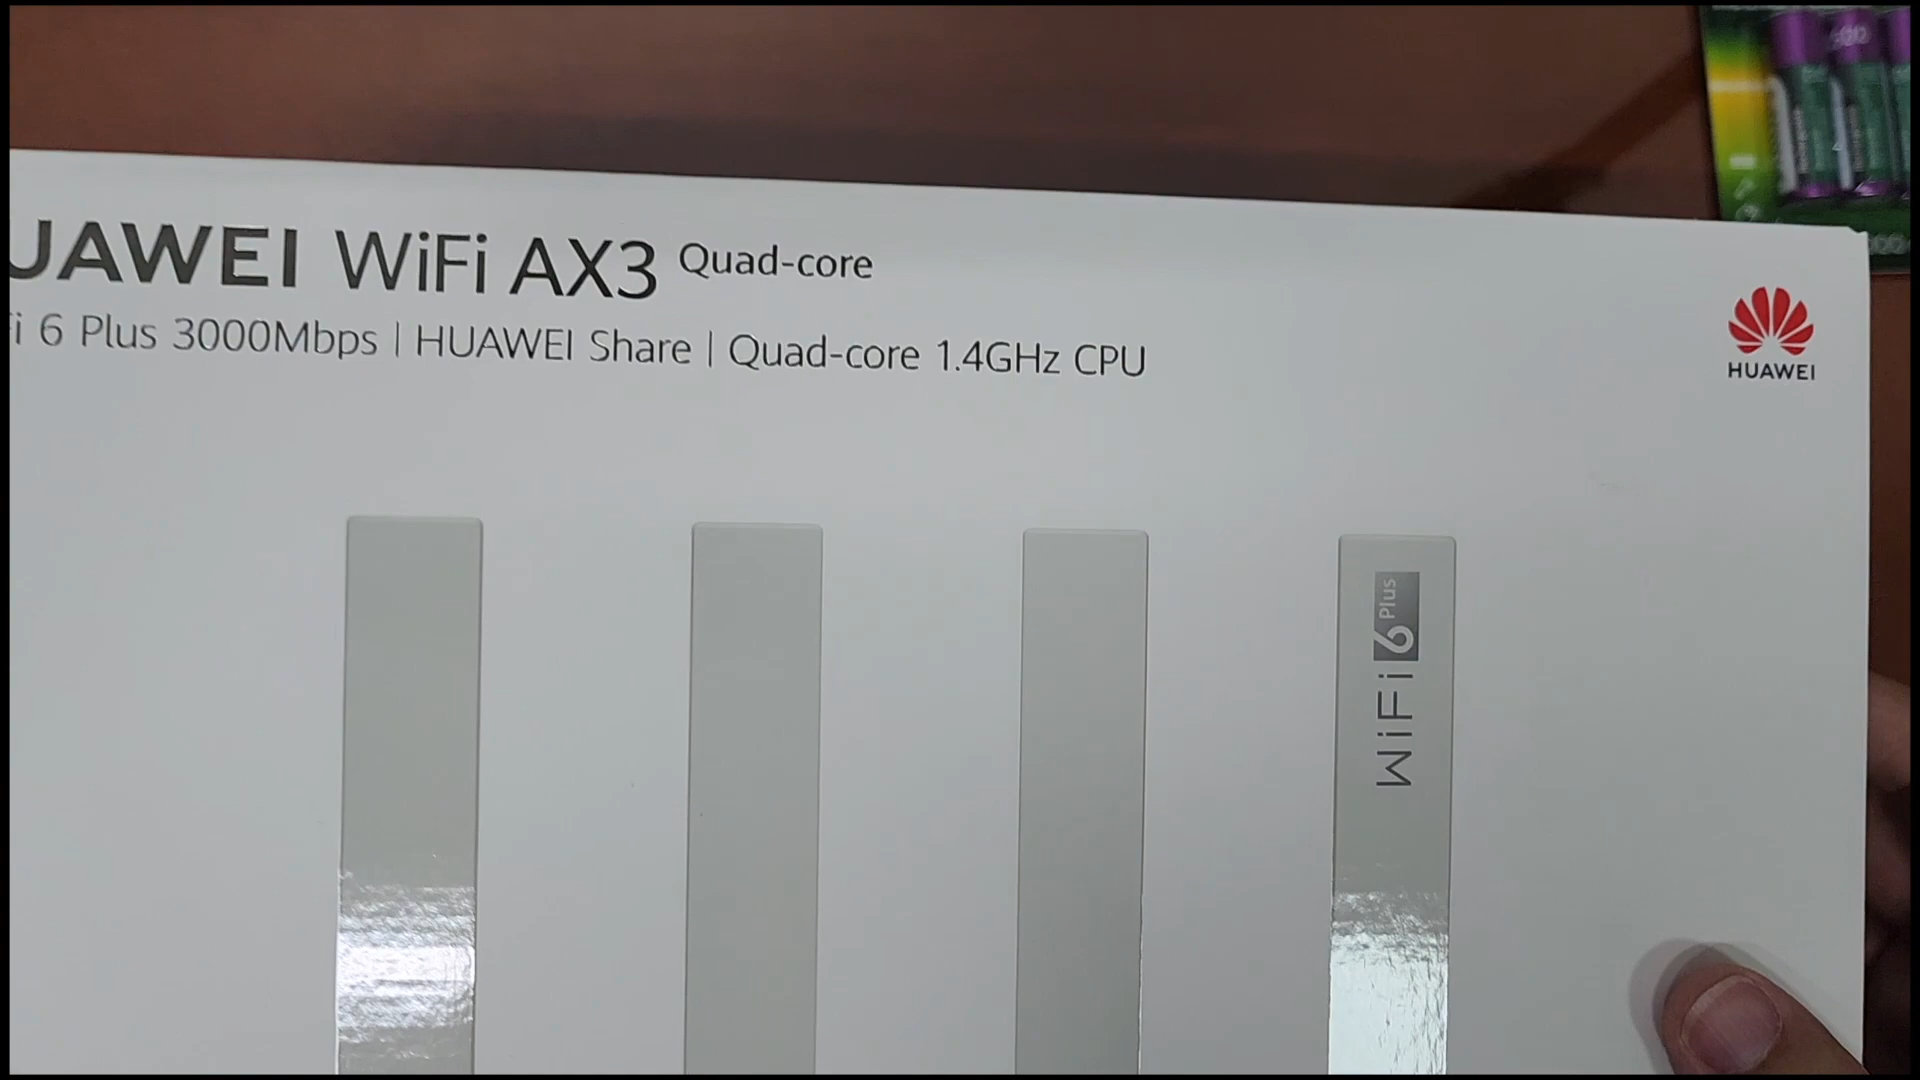 UAWEI WiFi AX3 Quad-core
i 6 Plus 3000Mbps | HUAWEI Share | Quad-core 1.4GHz CPU
HUAWEI
WiFi 6 Plus